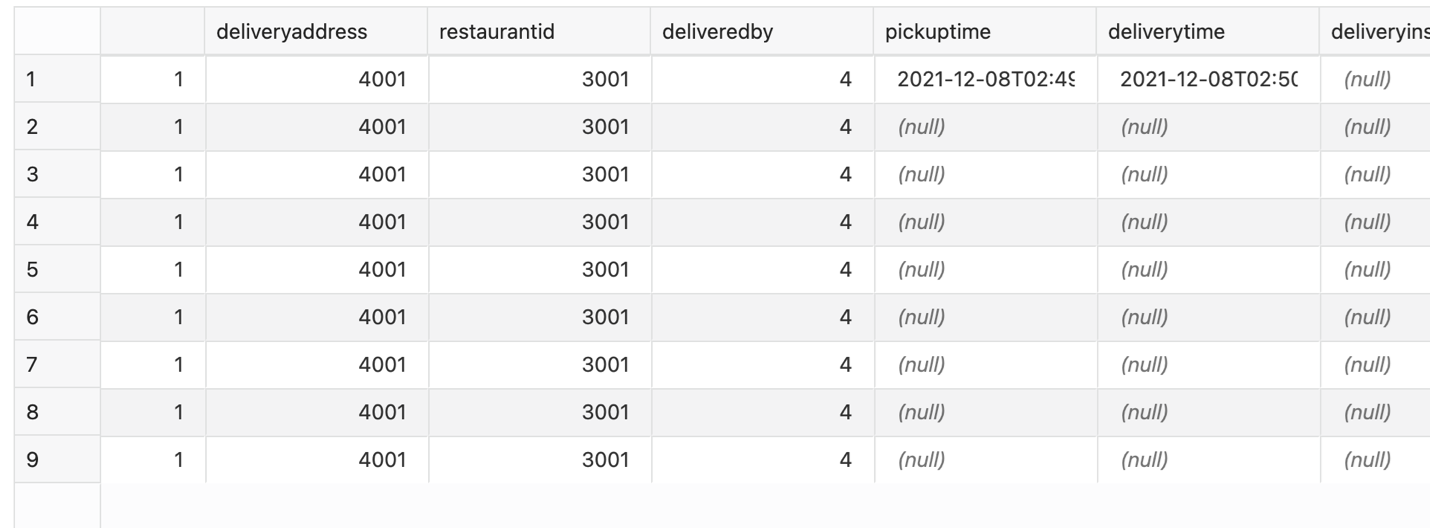 deliveryaddress restaurantid deliveredby pickuptime deliverytime deliveryins
1 1 4001 3001 4 2021-12-08T02:49 2021-12-08T02:50 (null)
2 1 4001 3001 4 (null) (null) (null)
3 1 4001 3001 4 (null) (null) (null)
4 1 4001 3001 4 (null) (null) (null)
5 1 4001 3001 4 (null) (null) (null)
6 1 4001 3001 4 (null) (null) (null)
7 1 4001 3001 4 (null) (null) (null)
8 1 4001 3001 4 (null) (null) (null)
9 1 4001 3001 4 (null) (null) (null)